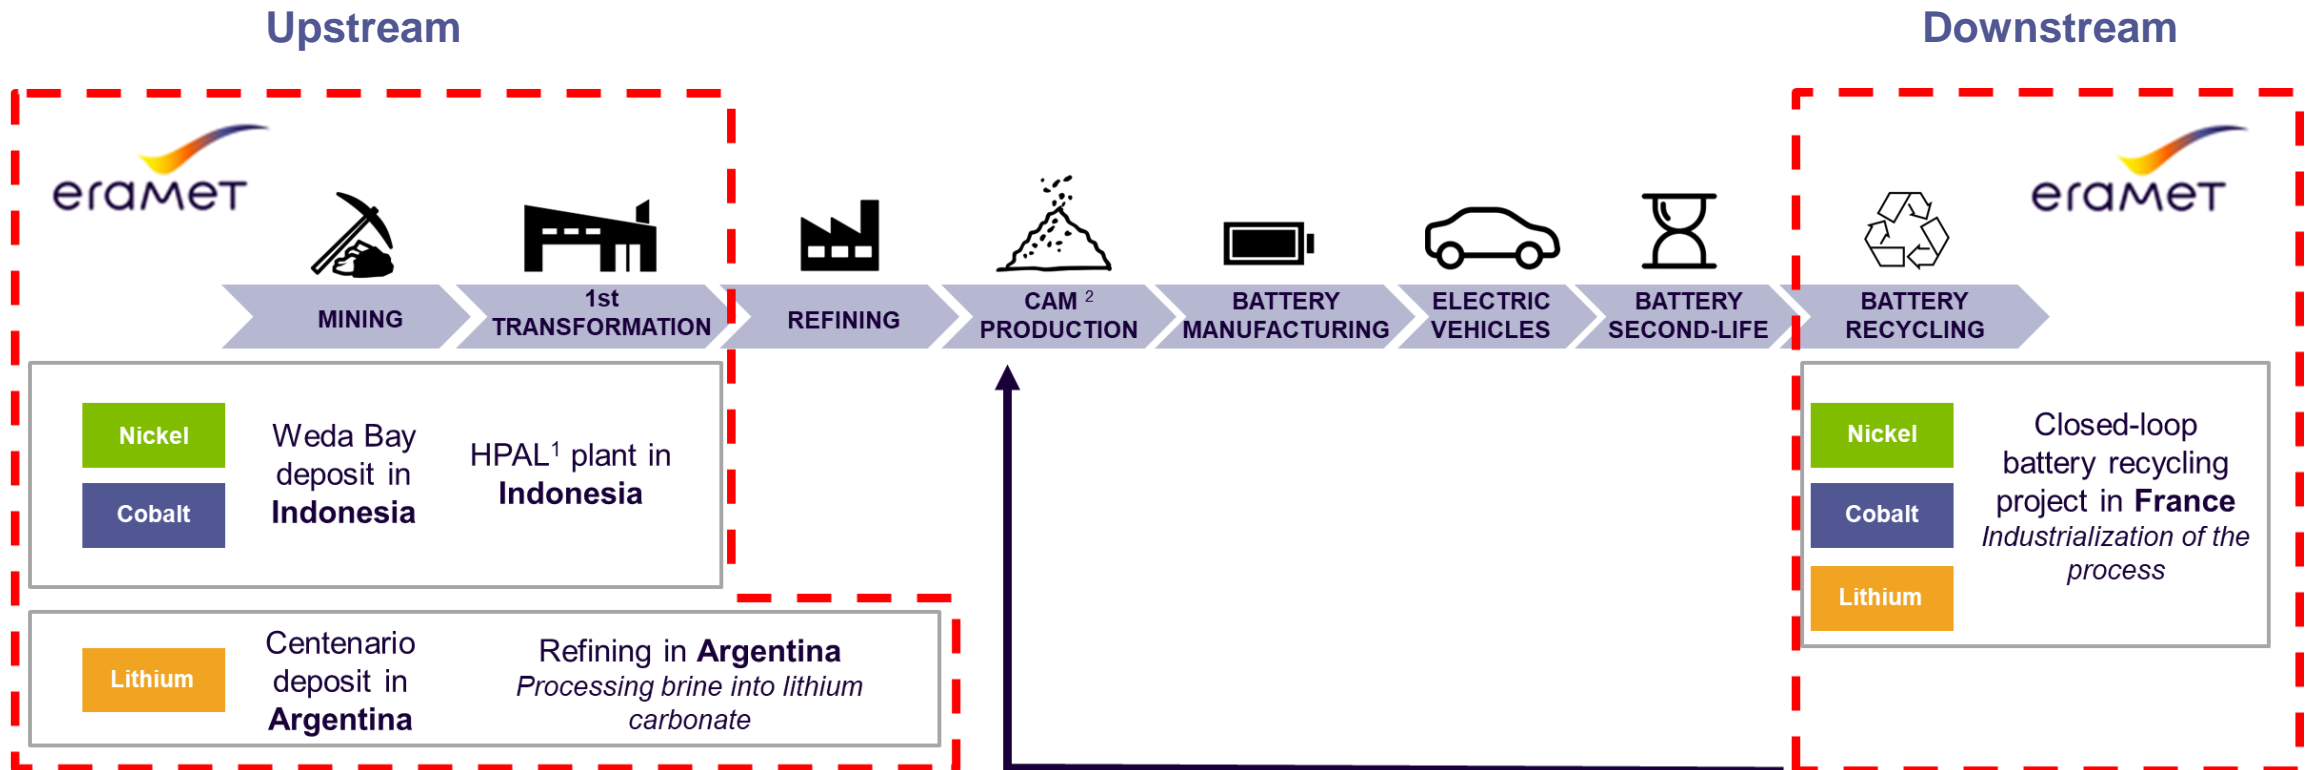 Upstream
Downstream
eramet
eramet
MINING
1st
TRANSFORMATION
REFINING
CAM 2
PRODUCTION
BATTERY
MANUFACTURING
ELECTRIC
VEHICLES
BATTERY
SECOND-LIFE
BATTERY
RECYCLING
Nickel
Cobalt
Weda Bay
deposit in
Indonesia
HPAL1 plant in
Indonesia
Lithium
Centenario
deposit in
Argentina
Refining in Argentina
Processing brine into lithium
carbonate
Nickel
Cobalt
Lithium
Closed-loop
battery recycling
project in France
Industrialization of the
process